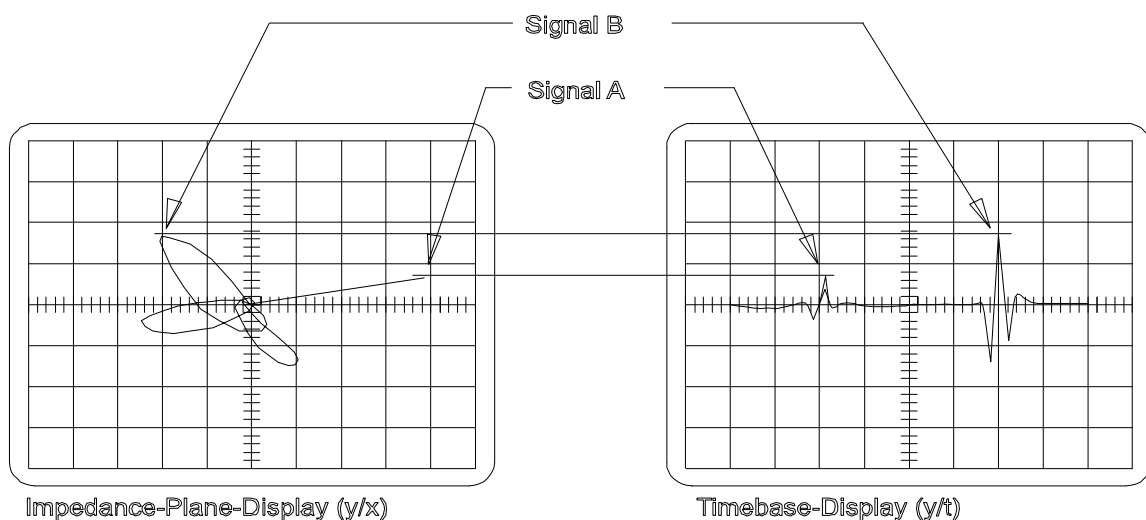 Signal B
Signal A
Impedance-Plane-Display (y/x)
Timebase-Display (y/t)